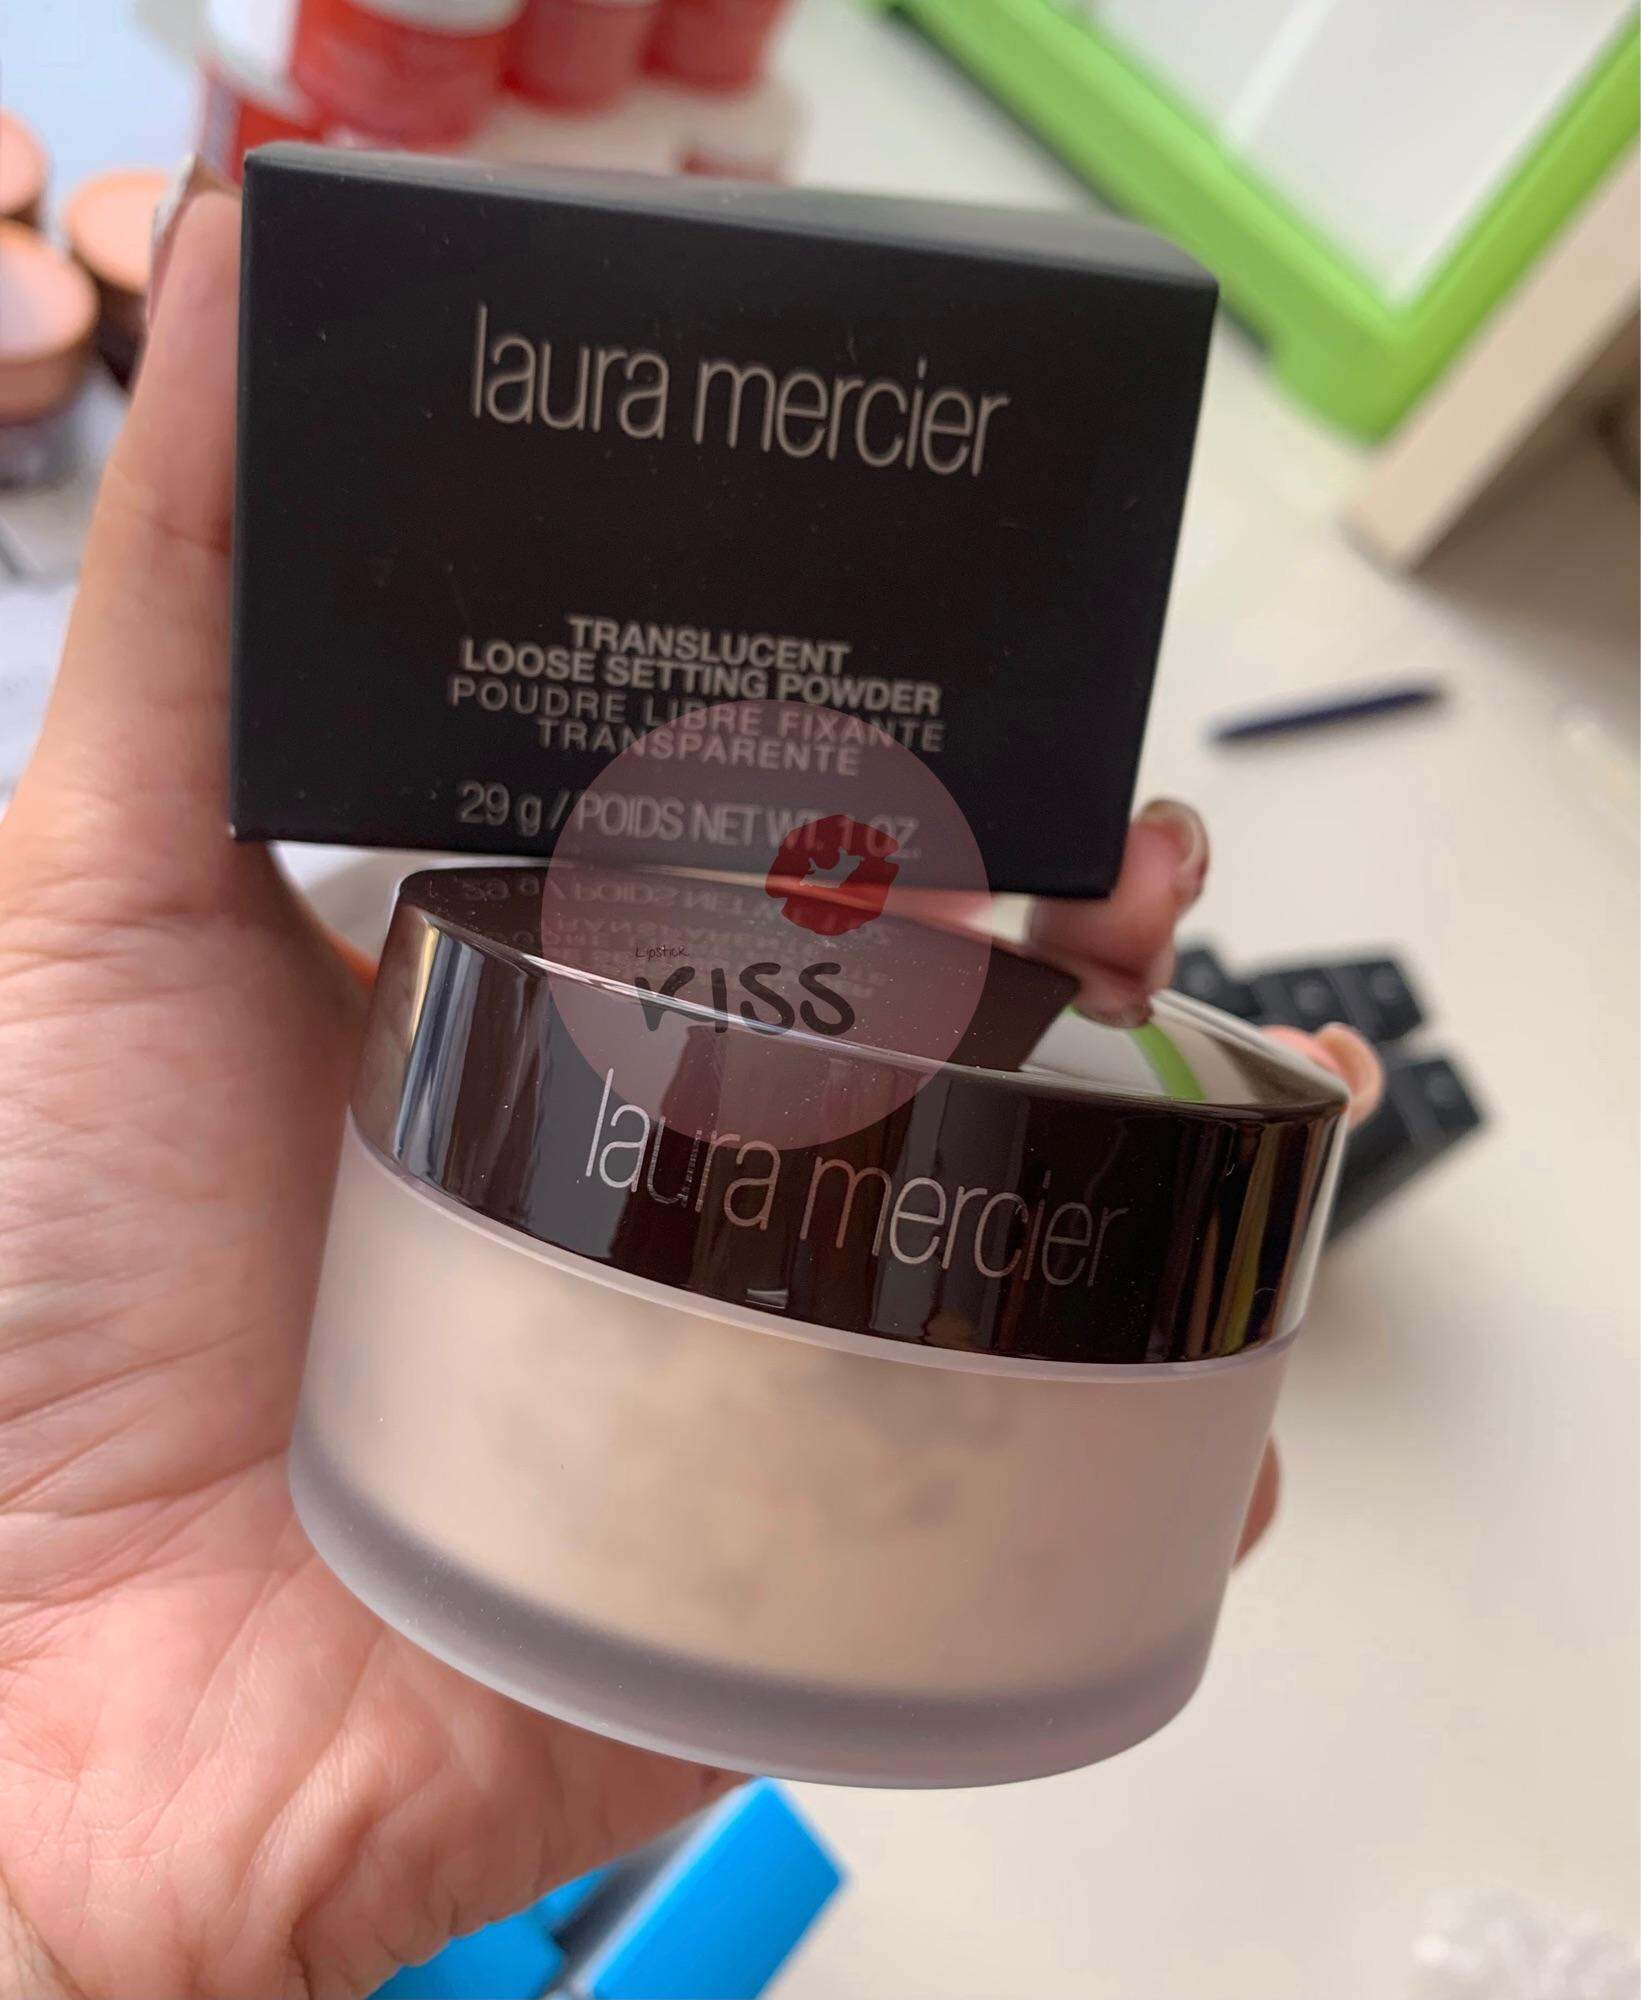 laura mercier
TRANSLUCENT
LOOSE SETTING POWDER
POUDRE LIBRE FIXANTE
TRANSPARENTE
29 g / POIDS NET WT. 1 OZ.
Lipstick
KISS
laura mercier